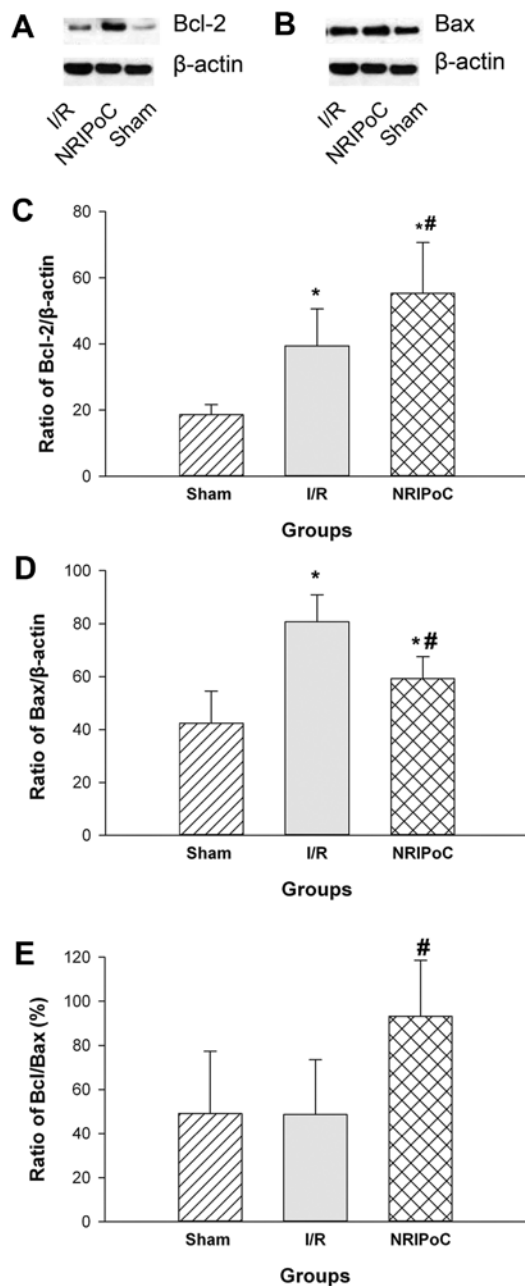 A
Bcl-2
β-actin
I/R
NRIPoC
Sham
B
Bax
β-actin
I/R
NRIPoC
Sham
C
Ratio of Bcl-2/β-actin
80
60
40
20
0
*
*#
Sham I/R NRIPoC
Groups
D
Ratio of Bax/β-actin
100
80
60
40
20
0
*
*#
Sham I/R NRIPoC
Groups
E
Ratio of Bcl/Bax (%)
120
100
80
60
40
20
0
#
Sham I/R NRIPoC
Groups